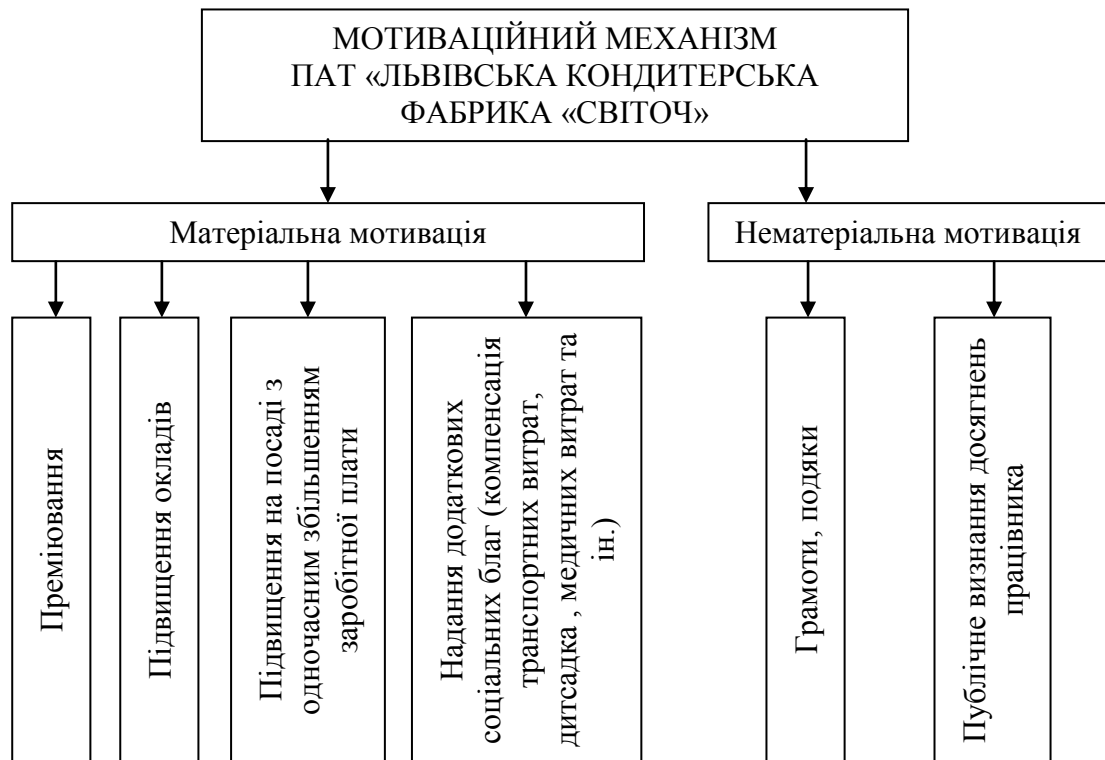 МОТИВАЦІЙНИЙ МЕХАНІЗМ
ПАТ «ЛЬВІВСЬКА КОНДИТЕРСЬКА
ФАБРИКА «СВІТОЧ»
Матеріальна мотивація
Нематеріальна мотивація
Преміювання
Підвищення окладів
Підвищення на посаді з
одночасним збільшенням
заробітної плати
Надання додаткових
соціальних благ (компенсація
транспортних витрат,
дитсадка , медичних витрат та
ін.)
Грамоти, подяки
Публічне визнання досягнень
працівника